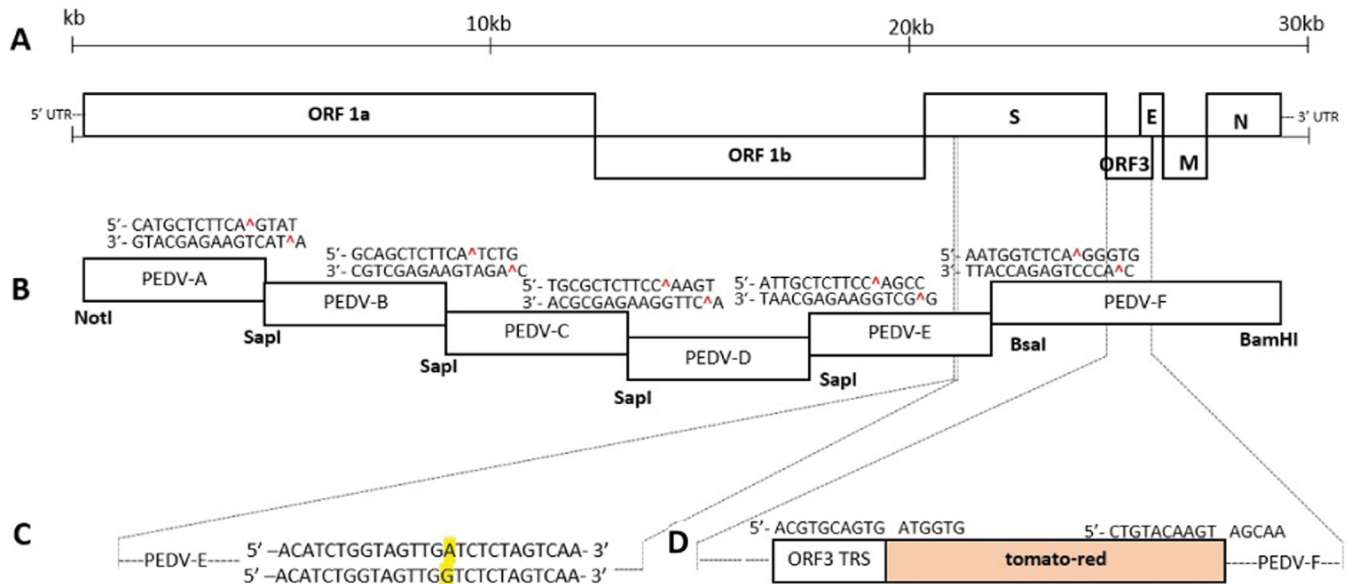 kb 10kb 20kb 30kb
A
5′ UTR-- ORF 1a S E N --- 3′ UTR
ORF 1b ORF3 M
5′- CATGCTCTTCA^GTAT
3′- GTACGAGAAGTCAT^A
5′- GCAGCTCTTCA^TCTG
3′- CGTCGAGAAGTAGA^C
5′- TGCGCTCTTCC^AAGT
3′- ACGCGAGAAGGTTC^A
5′- ATTGCTCTTCC^AGCC
3′- TAACGAGAAGGTCG^G
5′- AATGGTCTCA^GGGTG
3′- TTACCAGAGTCCCA^C
B
PEDV-A PEDV-B PEDV-C PEDV-D PEDV-E PEDV-F
NotI SapI SapI SapI SapI BsaI BamHI
C
---PEDV-E----
5′ –ACATCTGGTAGTTGATCTCTAGTCAA- 3′
5′ –ACATCTGGTAGTTGGTCTCTAGTCAA- 3′
D
5′- ACGTGCAGTG ATGGTG 5′- CTGTACAAGT AGCAA
ORF3 TRS tomato-red ----PEDV-F---